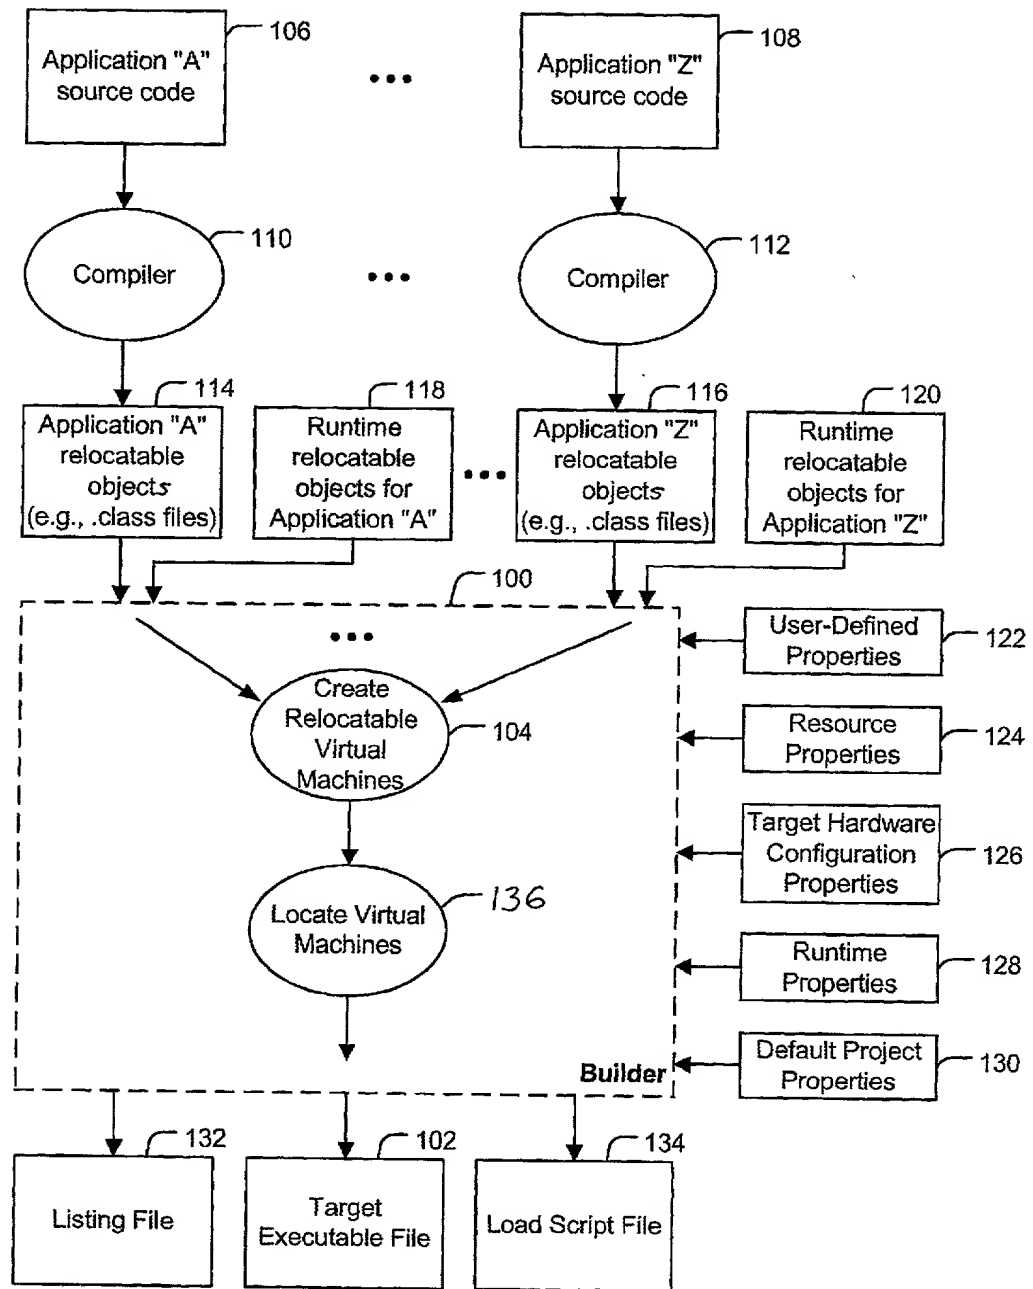 106
Application "A"
source code
108
Application "Z"
source code
110
Compiler
112
Compiler
114
Application "A"
relocatable
objects
(e.g., .class files)
118
Runtime
relocatable
objects for
Application "A"
116
Application "Z"
relocatable
objects
(e.g., .class files)
120
Runtime
relocatable
objects for
Application "Z"
100
Create
Relocatable
Virtual
Machines
104
Locate Virtual
Machines
136
Builder
User-Defined
Properties
122
Resource
Properties
124
Target Hardware
Configuration
Properties
126
Runtime
Properties
128
Default Project
Properties
130
132
Listing File
102
Target
Executable File
134
Load Script File